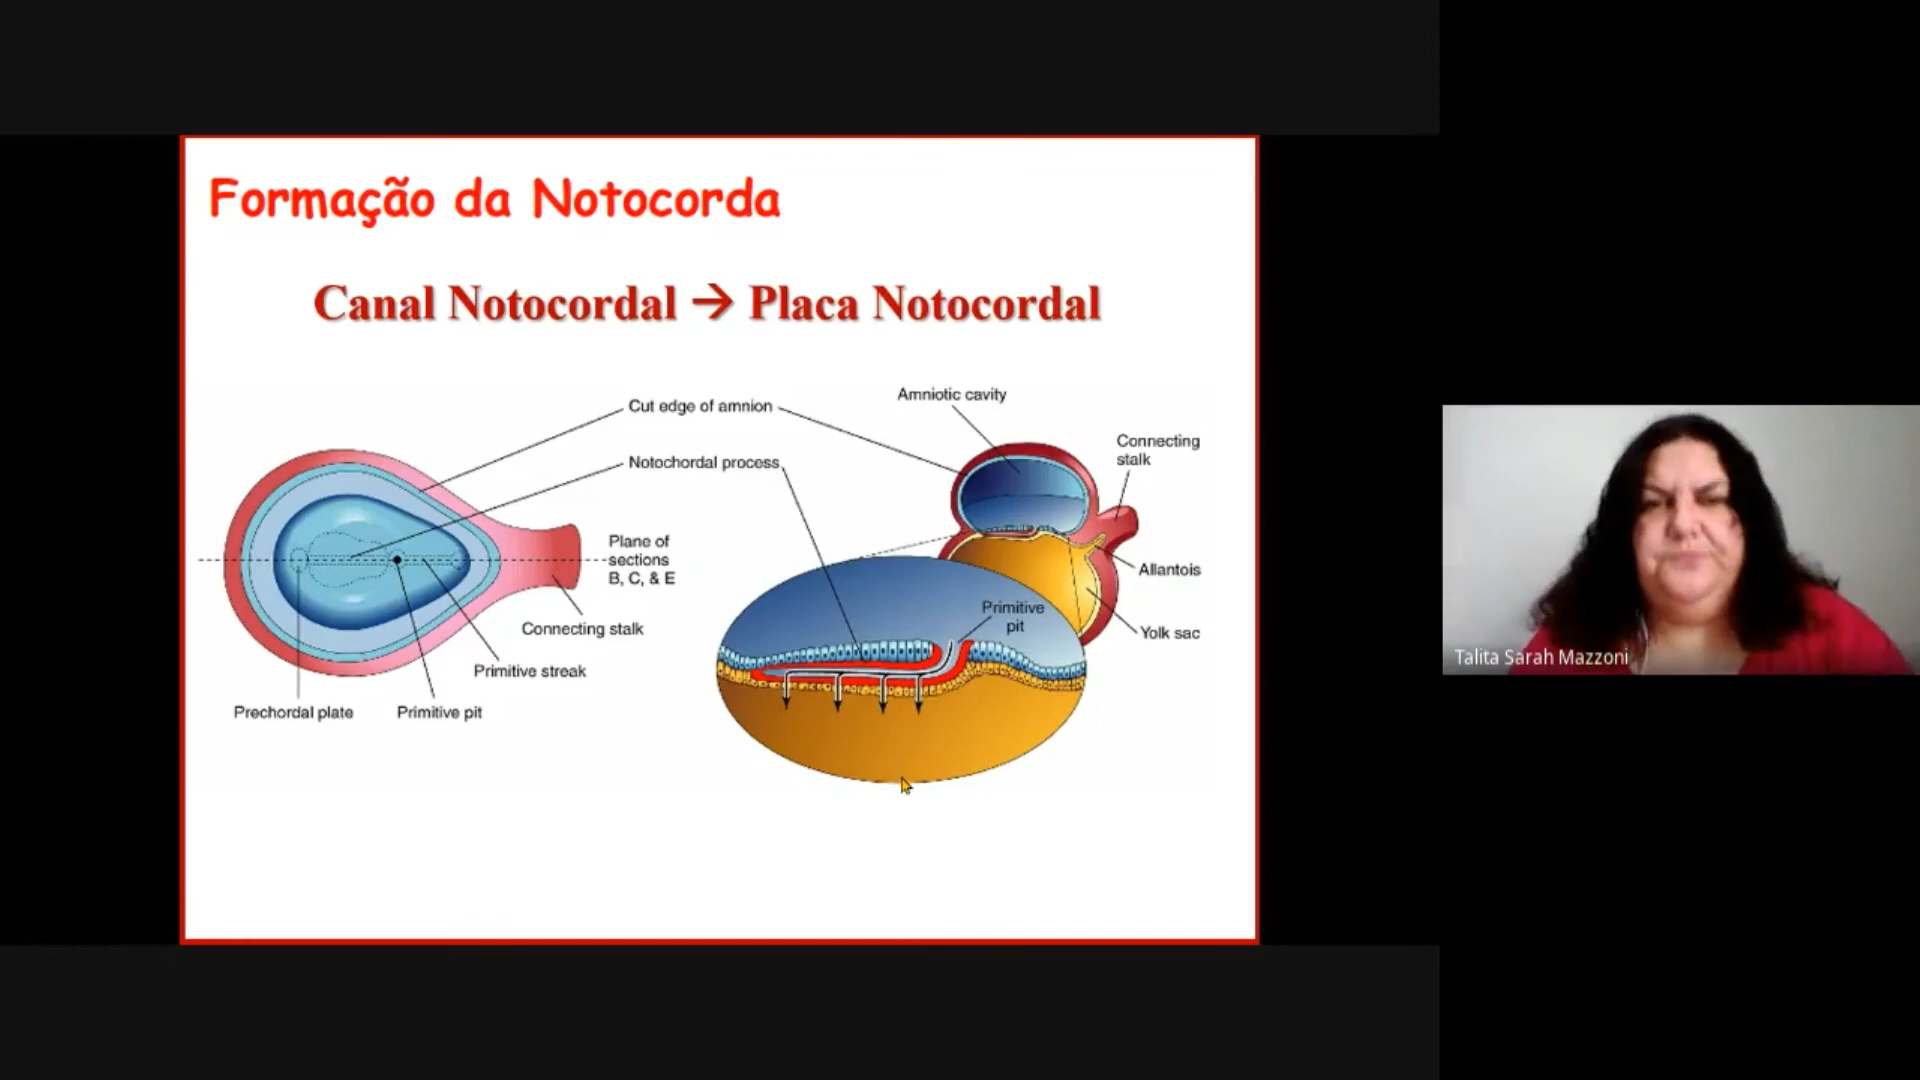 Formação da Notocorda
Canal Notocordal → Placa Notocordal
Cut edge of amnion
Notochordal process
Plane of
sections
B, C, & E
Connecting stalk
Primitive streak
Prechordal plate
Primitive pit
Amniotic cavity
Connecting
stalk
Allantois
Yolk sac
Primitive
pit
Talita Sarah Mazzoni